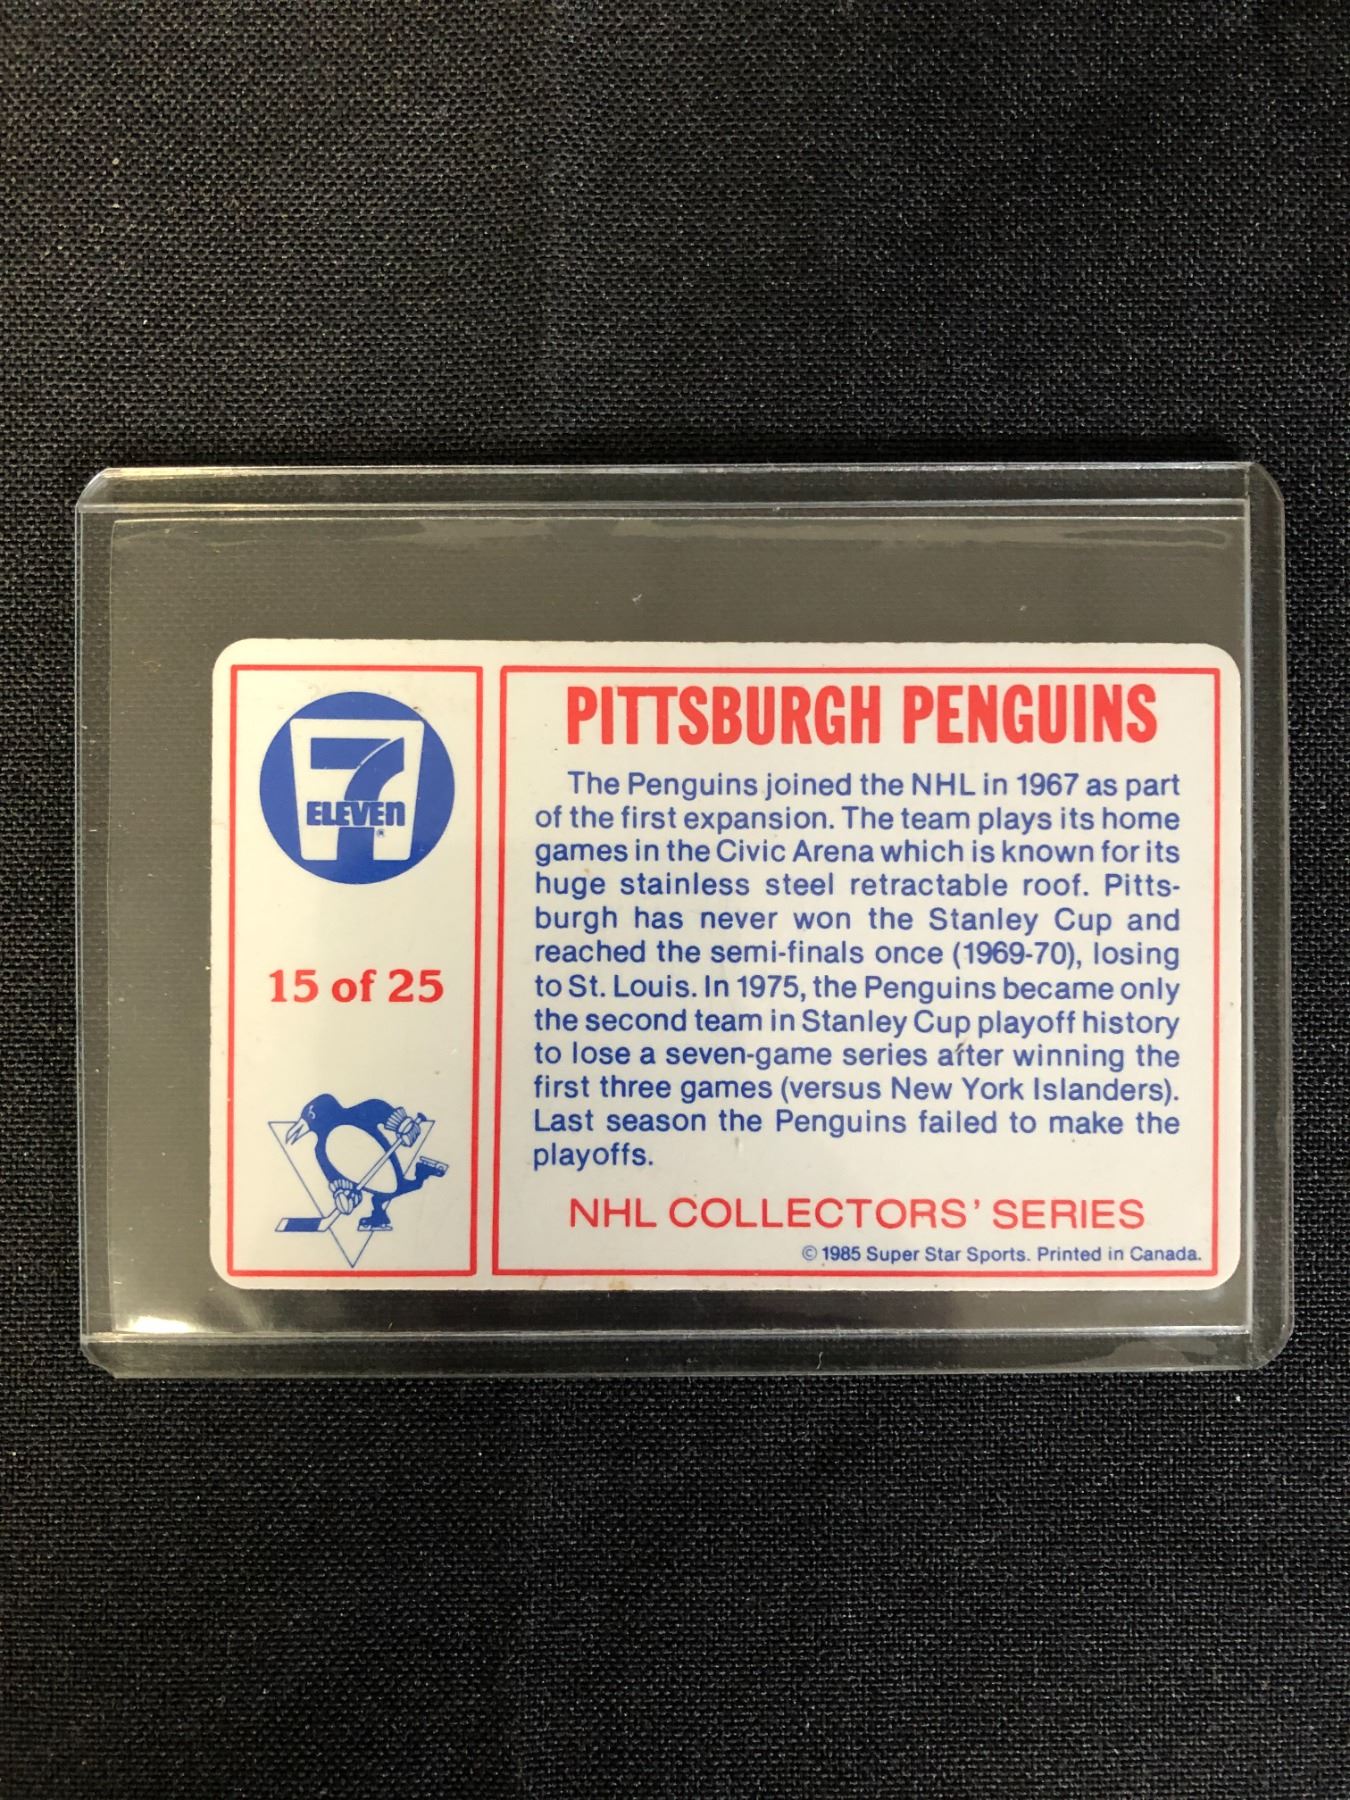 7
ELEVEn
®
15 of 25
PITTSBURGH PENGUINS
The Penguins joined the NHL in 1967 as part
of the first expansion. The team plays its home
games in the Civic Arena which is known for its
huge stainless steel retractable roof. Pitts-
burgh has never won the Stanley Cup and
reached the semi-finals once (1969-70), losing
to St. Louis. In 1975, the Penguins became only
the second team in Stanley Cup playoff history
to lose a seven-game series after winning the
first three games (versus New York Islanders).
Last season the Penguins failed to make the
playoffs.
NHL COLLECTORS' SERIES
© 1985 Super Star Sports. Printed in Canada.